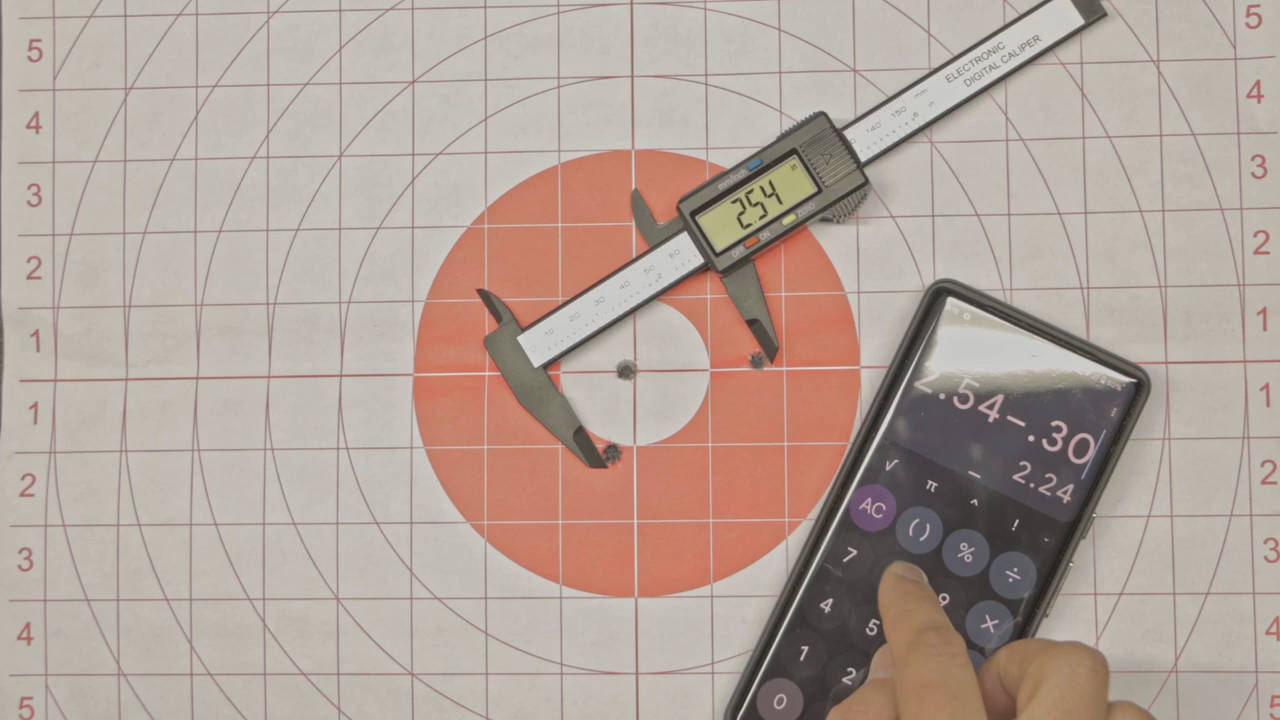 5
4
3
2
1
1
2
3
4
5
5
4
3
2
1
2
3
4
ELECTRONIC
DIGITAL CALIPER
140 150 mm
mm/inch
in
2.54
OFF ON
ZERO
0 10 20 30 40 50 60
1 2
2.54-.30
2.24
√ π ^ !
AC () % ÷
7 9 ×
4 5
1 2
0